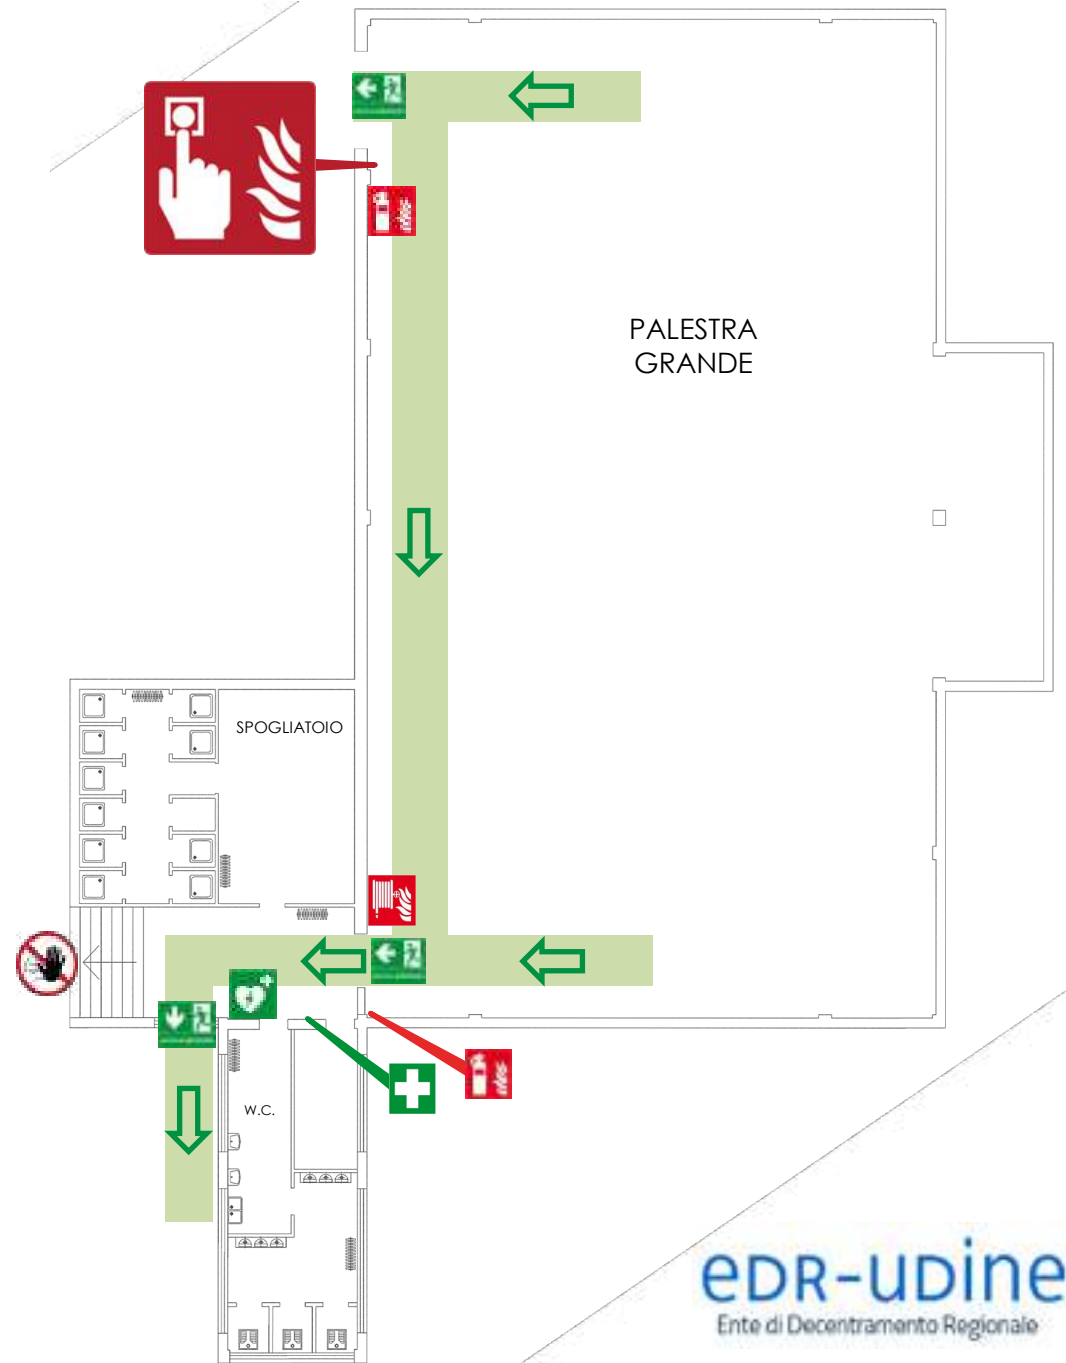 PALESTRA
GRANDE
SPOGLIATOIO
W.C.
eDR-uDine
Ente di Decentramento Regionale